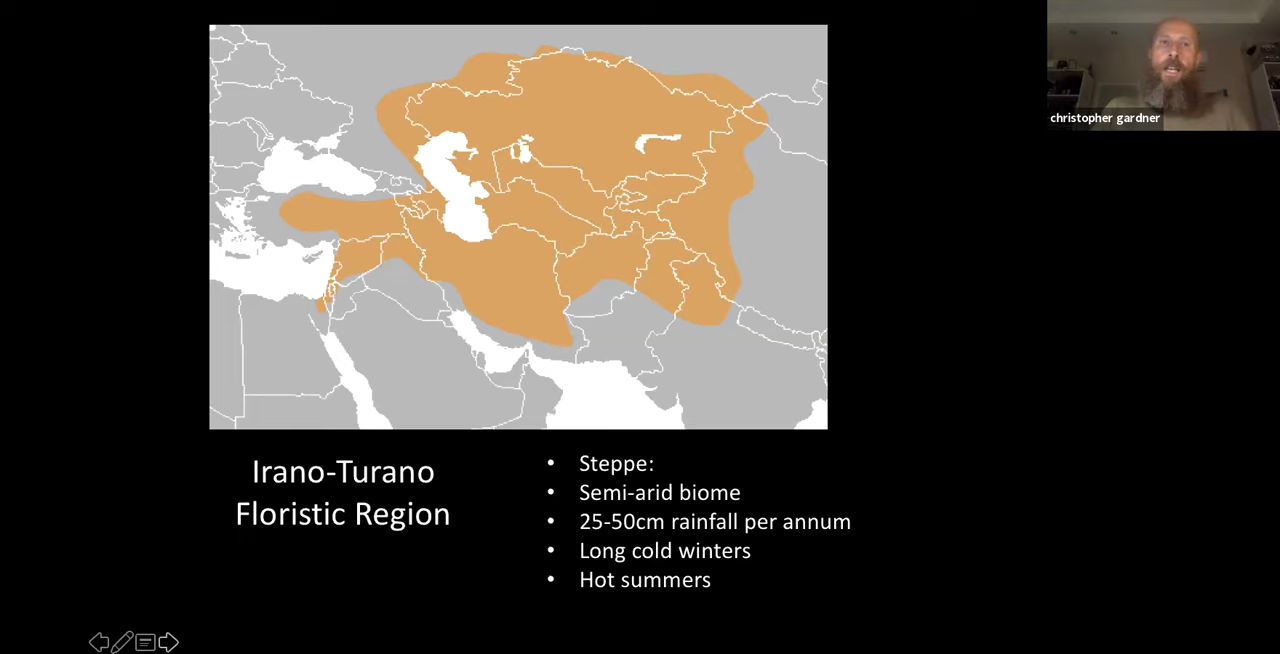 christopher gardner
Irano-Turano
Floristic Region
• Steppe:
• Semi-arid biome
• 25-50cm rainfall per annum
• Long cold winters
• Hot summers